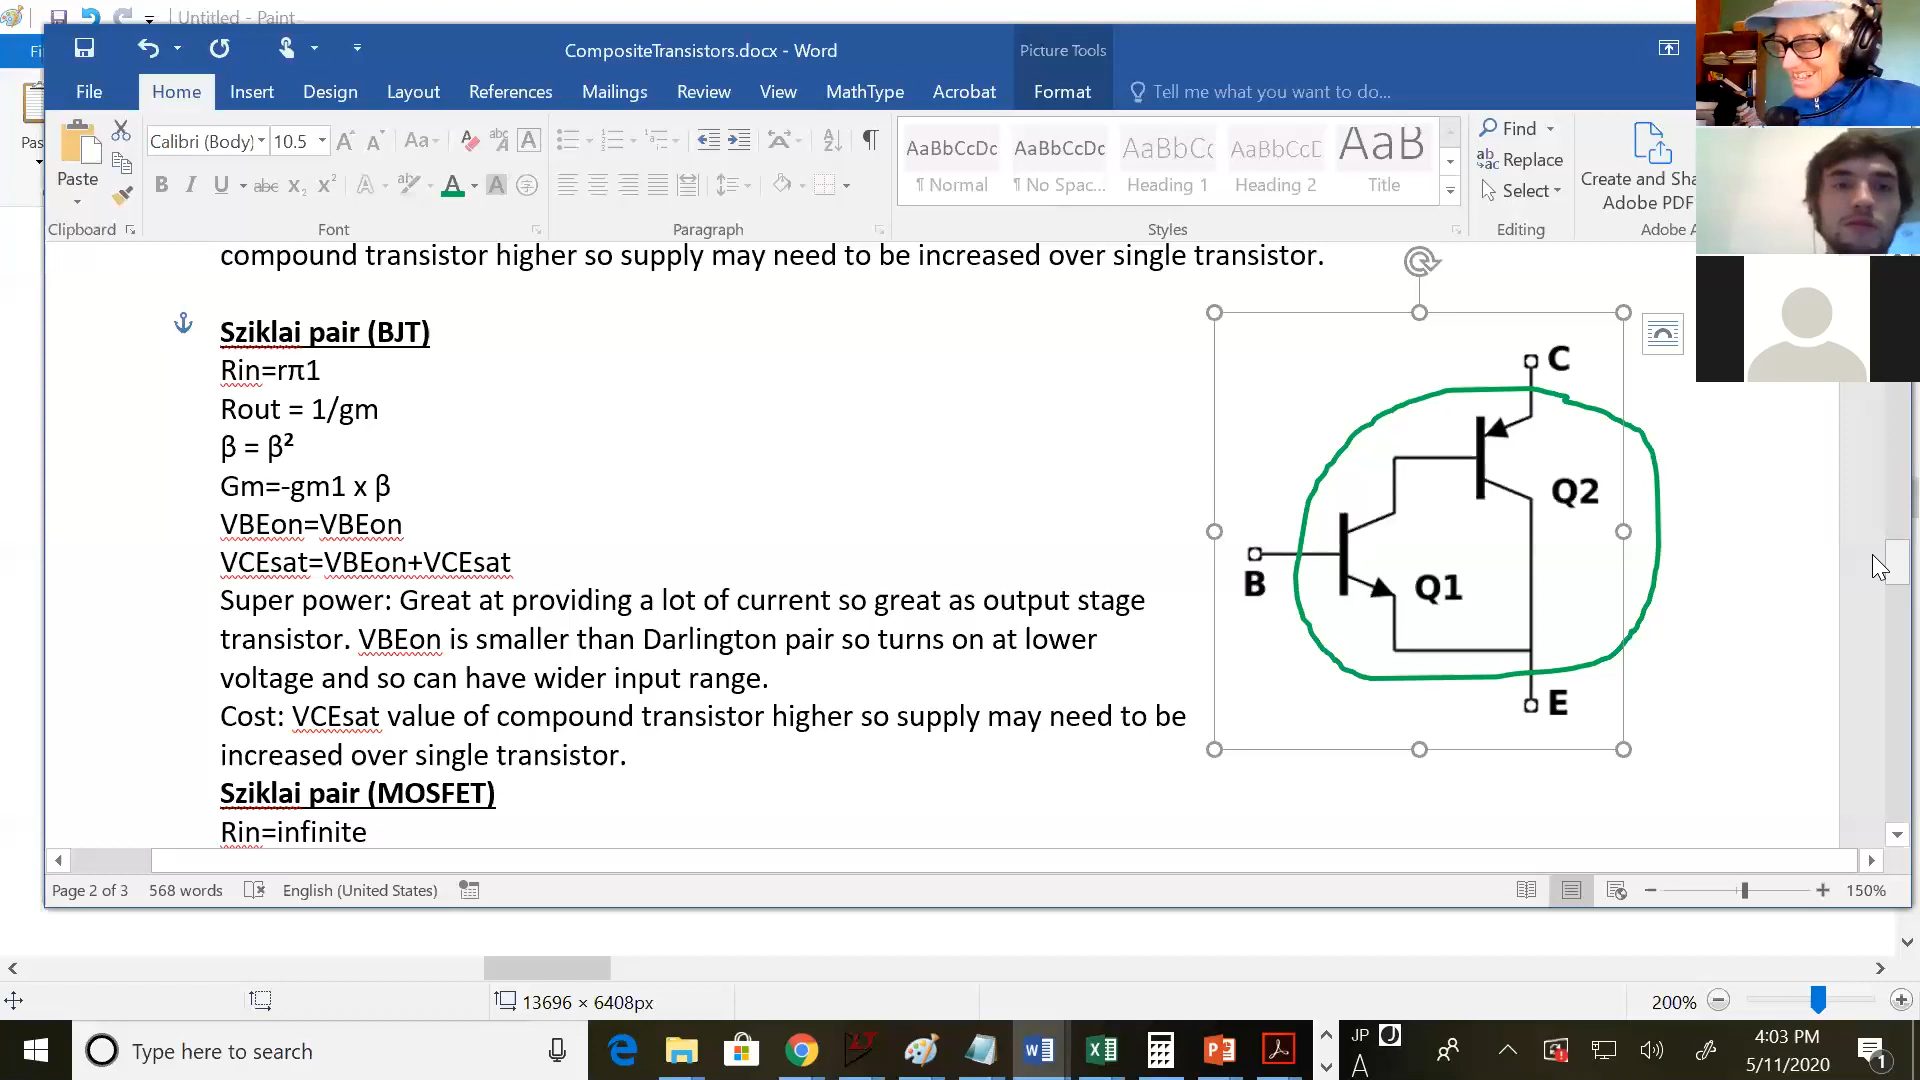 Untitled - Paint
CompositeTransistors.docx - Word
Picture Tools
File
Home
Insert
Design
Layout
References
Mailings
Review
View
MathType
Acrobat
Format
Tell me what you want to do...
Paste
Calibri (Body)
10.5
AaBbCcDc
AaBbCcDc
AaBbCc
AaBbCcD
AaB
¶ Normal
¶ No Spac...
Heading 1
Heading 2
Title
Find
Replace
Select
Create and Sha
Adobe PDF
Clipboard
Font
Paragraph
Styles
Editing
Adobe A
compound transistor higher so supply may need to be increased over single transistor.
Sziklai pair (BJT)
Rin=rπ1
Rout = 1/gm
β = β²
Gm=-gm1 x β
VBEon=VBEon
VCEsat=VBEon+VCEsat
Super power: Great at providing a lot of current so great as output stage
transistor. VBEon is smaller than Darlington pair so turns on at lower
voltage and so can have wider input range.
Cost: VCEsat value of compound transistor higher so supply may need to be
increased over single transistor.
Sziklai pair (MOSFET)
Rin=infinite
C
Q2
B
Q1
E
Page 2 of 3
568 words
English (United States)
150%
13696 × 6408px
200%
Type here to search
JP
A
4:03 PM
5/11/2020
1